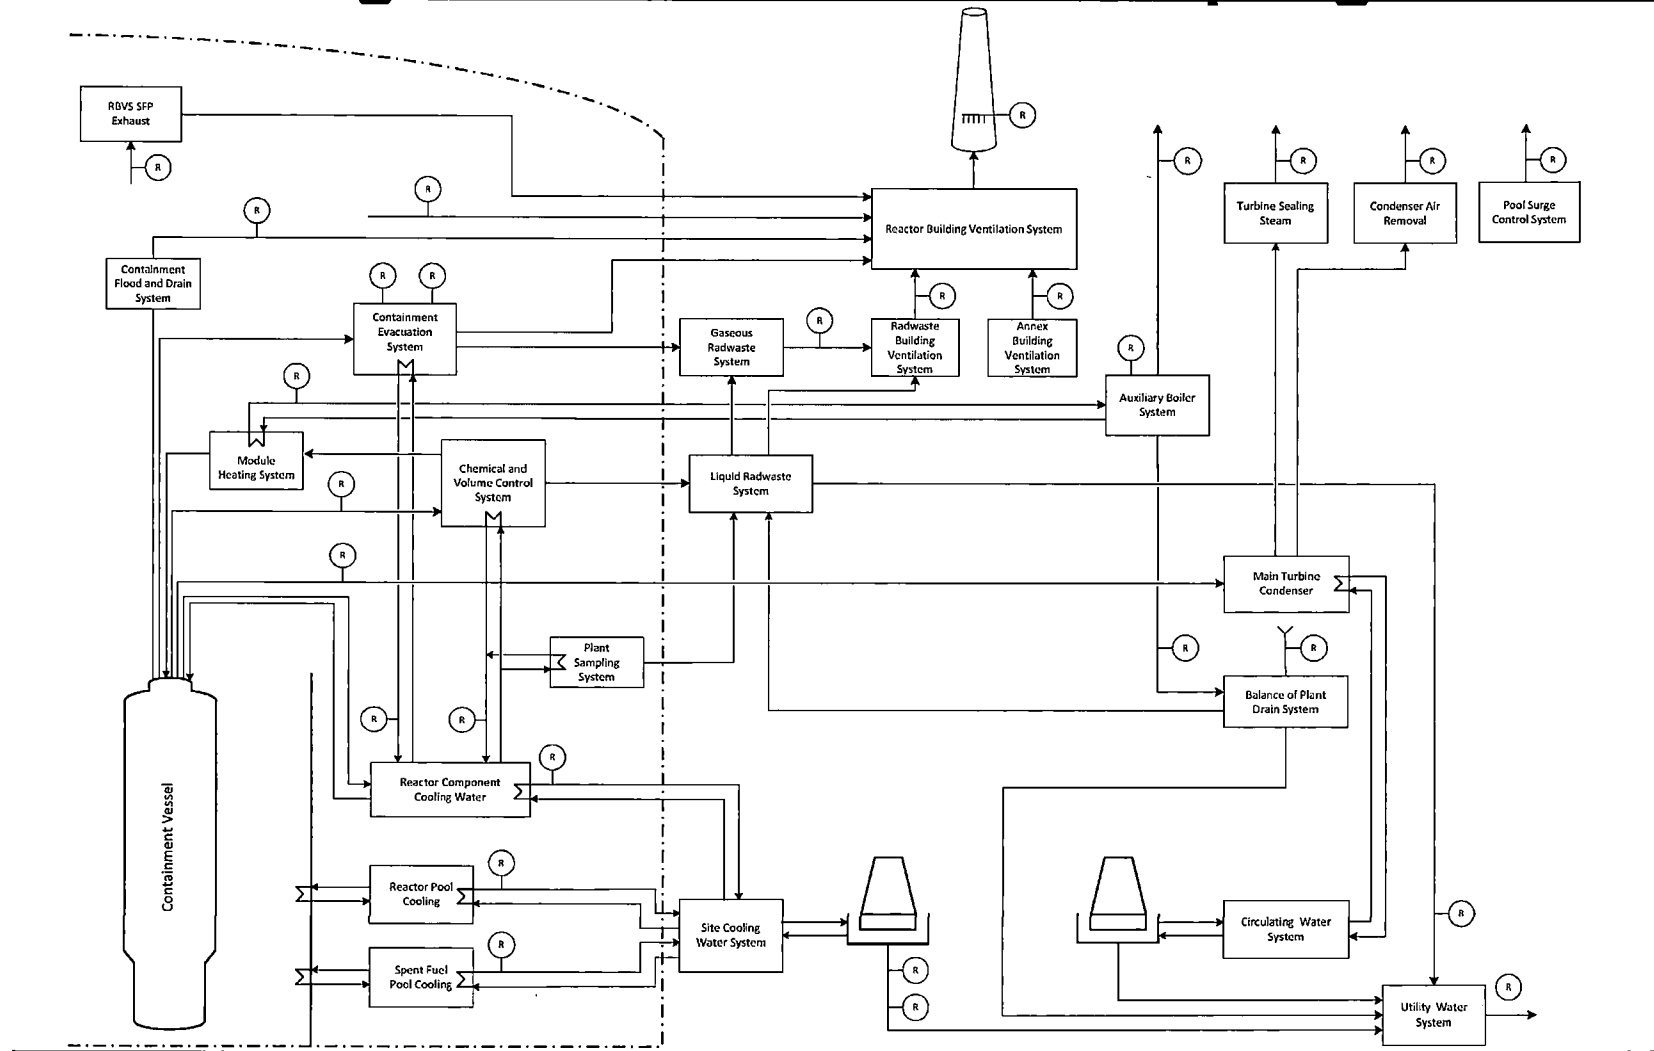 RBVS SFP
Exhaust
R
R
R
R
R
R
R
R
Turbine Sealing
Steam
Condenser Air
Removal
Pool Surge
Control System
Reactor Building Ventilation System
Containment
Flood and Drain
System
R
R
R
R
Containment
Evacuation
System
Gaseous
Radwaste
System
R
Radwaste
Building
Ventilation
System
Annex
Building
Ventilation
System
R
Auxiliary Boiler
System
R
Module
Heating System
Chemical and
Volume Control
System
Liquid Radwaste
System
R
R
Main Turbine
Condenser
Plant
Sampling
System
R
R
Balance of Plant
Drain System
R
R
R
Reactor Component
Cooling Water
Containment Vessel
R
Reactor Pool
Cooling
Site Cooling
Water System
Circulating Water
System
R
R
Spent Fuel
Pool Cooling
R
R
R
Utility Water
System